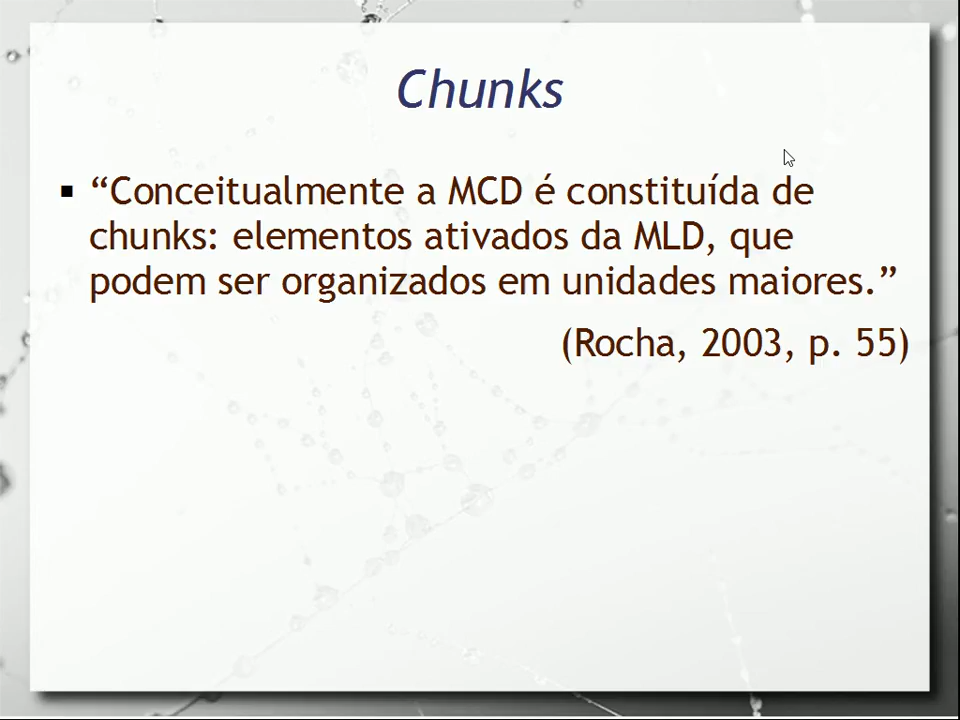 Chunks
“Conceitualmente a MCD é constituída de
chunks: elementos ativados da MLD, que
podem ser organizados em unidades maiores.”
(Rocha, 2003, p. 55)